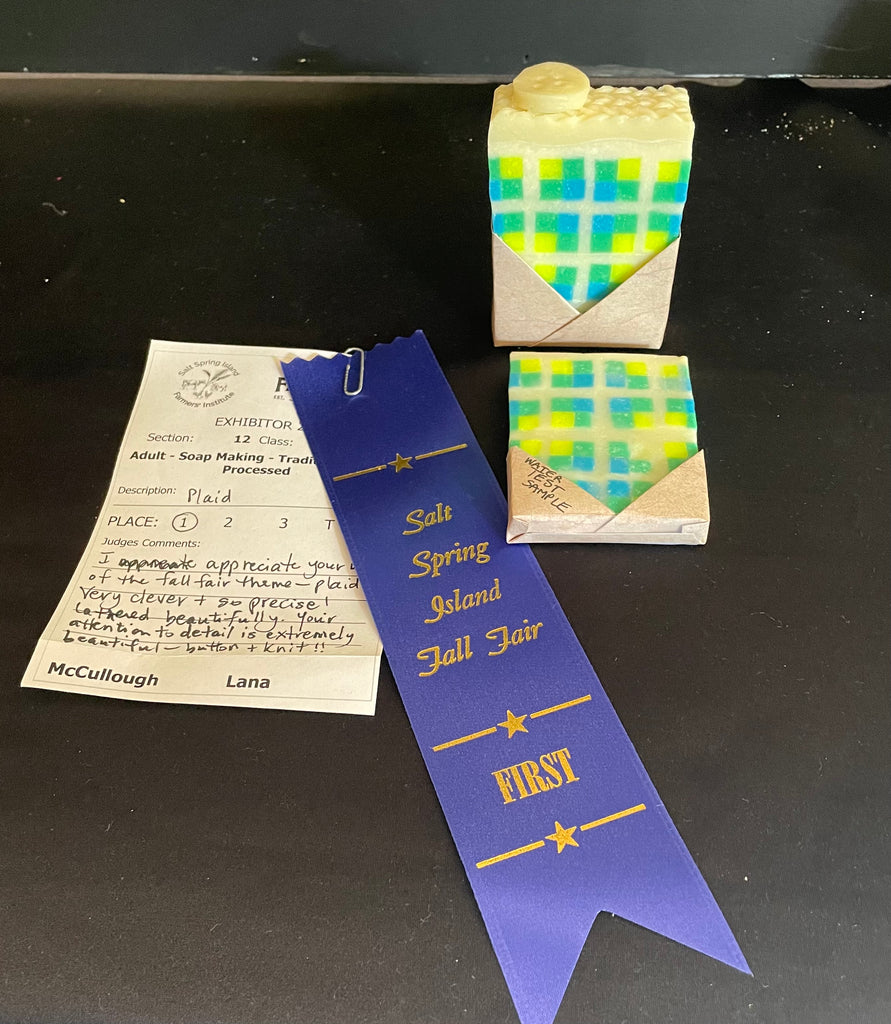 Salt Spring Island
Farmers' Institute
EST.
EXHIBITOR
Section: 12 Class:
Adult - Soap Making -
Processed
Description: Plaid
PLACE: 1 2 3
Judges Comments:
I appreciate appreciate your
of the fall fair theme - plaid
Very clever + so precise!
Lathered beautifully. Your
attention to detail is extremely
beautiful - button + knit!!
McCullough Lana
Salt
Spring
Island
Fall Fair
FIRST
WATER
TEST
SAMPLE